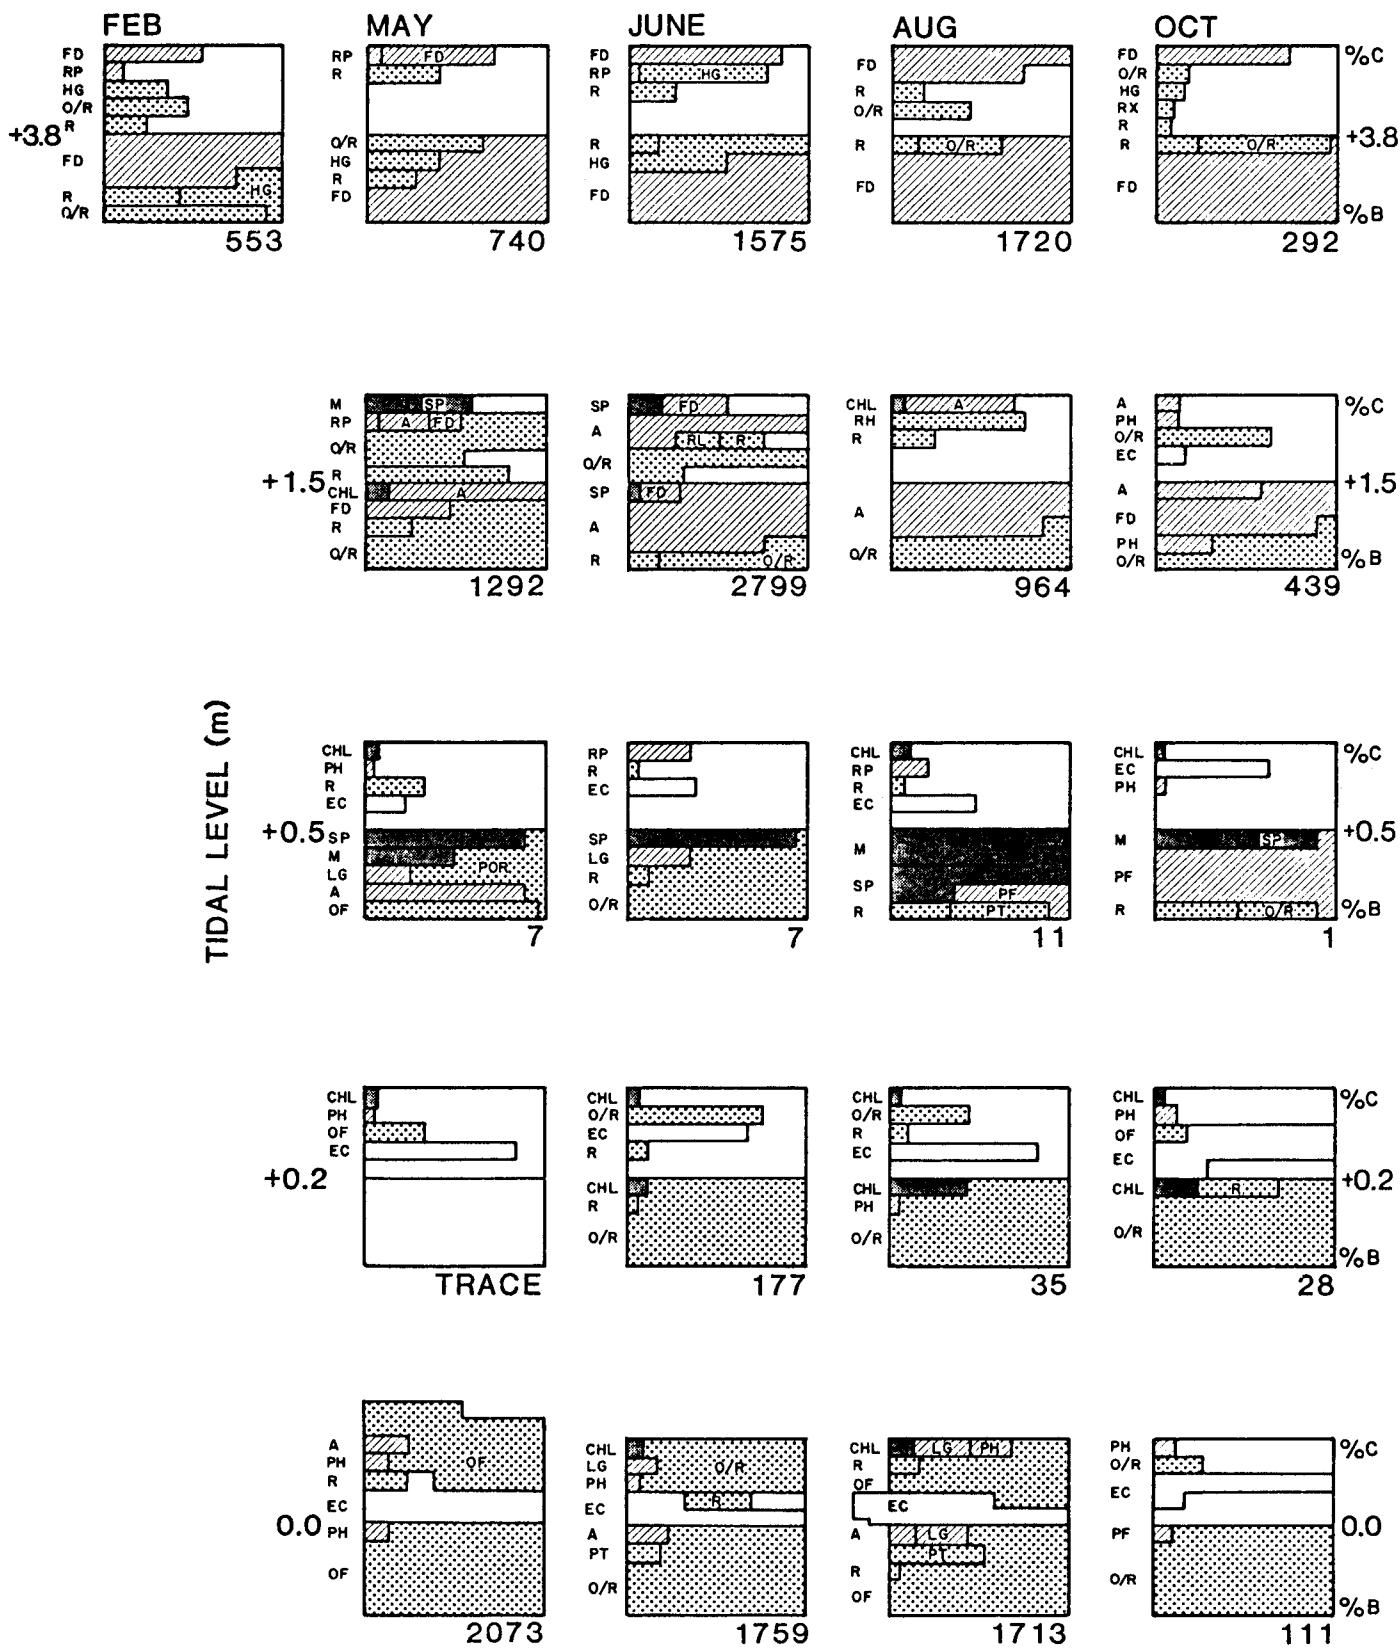 FEB MAY JUNE AUG OCT
FD RP FD FD FD FD %C
RP R RP HG R O/R
HG R O/R HG
O/R RX
R R
+3.8 O/R R R O/R R O/R +3.8
FD HG HG FD FD
R HG R FD
O/R FD %B
553 740 1575 1720 292
M SP SP FD CHL A A %C
RP A FD A RH PH
O/R RL R R O/R
R O/R EC
+1.5 CHL A SP FD A A +1.5
FD A FD
R R O/R O/R PH
O/R O/R %B
1292 2799 964 439
TIDAL LEVEL (m)
CHL RP CHL CHL %C
PH R RP EC
R EC R PH
EC EC
+0.5 SP SP M M SP +0.5
M POR LG SP PF PF
LG R R PT R O/R
A O/R
OF %B
7 7 11 1
CHL CHL CHL CHL %C
PH O/R O/R PH
OF EC R OF
EC R EC EC
+0.2 CHL CHL CHL R +0.2
R PH O/R
O/R O/R %B
TRACE 177 35 28
A CHL CHL LG PH PH %C
PH OF LG O/R R O/R
R PH OF EC
EC EC R EC
0.0 PH A A LG PF 0.0
OF PT PT O/R
O/R R
OF %B
2073 1759 1713 111